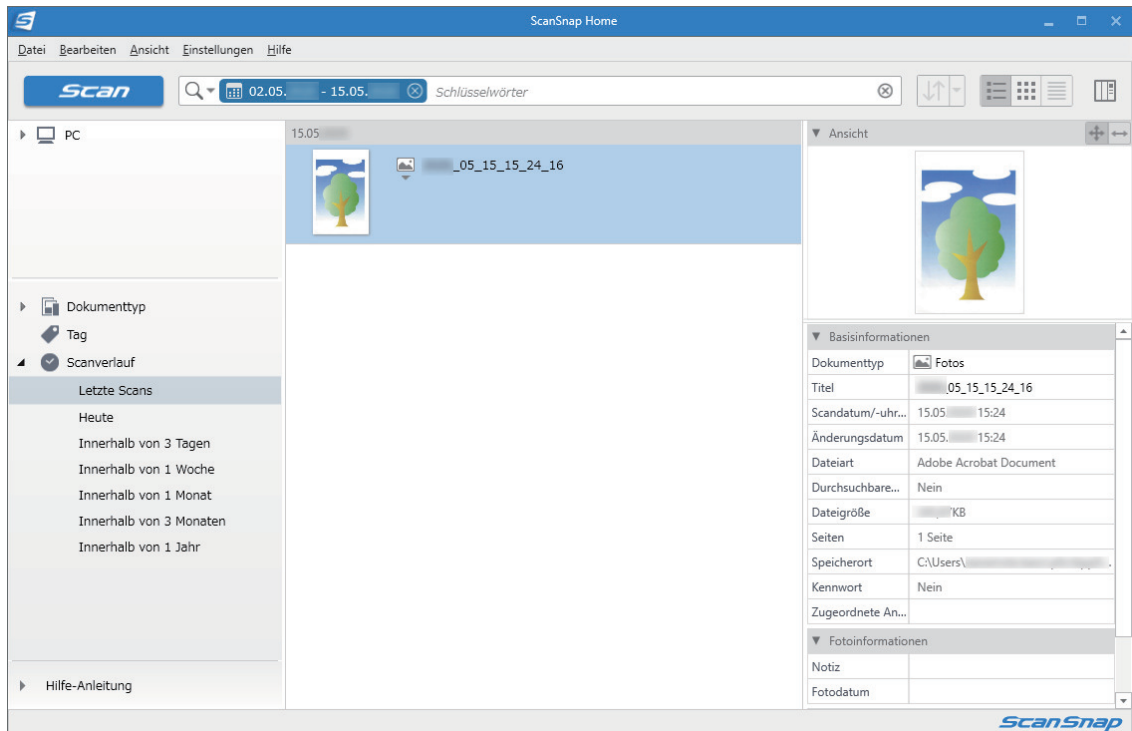 ScanSnap Home
Datei Bearbeiten Ansicht Einstellungen Hilfe
Scan
02.05. - 15.05.
Schlüsselwörter
PC
Dokumenttyp
Tag
Scanverlauf
Letzte Scans
Heute
Innerhalb von 3 Tagen
Innerhalb von 1 Woche
Innerhalb von 1 Monat
Innerhalb von 3 Monaten
Innerhalb von 1 Jahr
Hilfe-Anleitung
15.05
_05_15_15_24_16
Ansicht
Basisinformationen
Dokumenttyp Fotos
Titel _05_15_15_24_16
Scandatum/-uhr... 15.05 15:24
Änderungsdatum 15.05. 15:24
Dateiart Adobe Acrobat Document
Durchsuchbare... Nein
Dateigröße KB
Seiten 1 Seite
Speicherort C:\Users\
Kennwort Nein
Zugeordnete An...
Fotoinformationen
Notiz
Fotodatum
ScanSnap